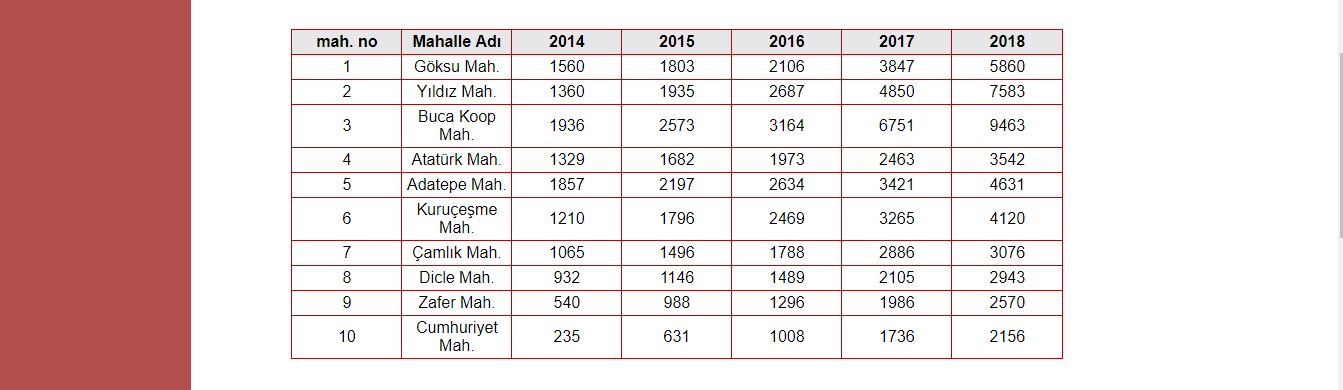 mah. no Mahalle Adı 2014 2015 2016 2017 2018
1 Göksu Mah. 1560 1803 2106 3847 5860
2 Yıldız Mah. 1360 1935 2687 4850 7583
3 Buca Koop Mah. 1936 2573 3164 6751 9463
4 Atatürk Mah. 1329 1682 1973 2463 3542
5 Adatepe Mah. 1857 2197 2634 3421 4631
6 Kuruçeşme Mah. 1210 1796 2469 3265 4120
7 Çamlık Mah. 1065 1496 1788 2886 3076
8 Dicle Mah. 932 1146 1489 2105 2943
9 Zafer Mah. 540 988 1296 1986 2570
10 Cumhuriyet Mah. 235 631 1008 1736 2156